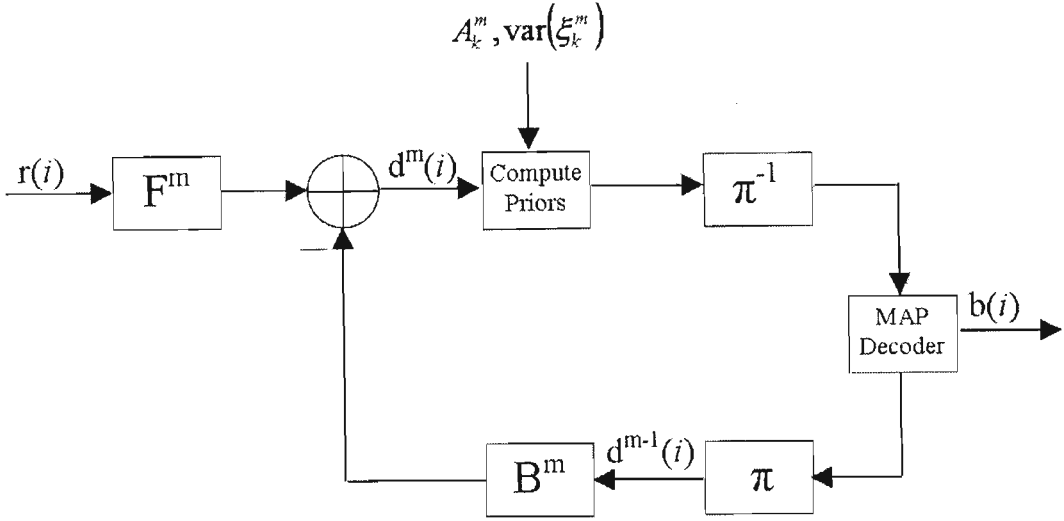 A_k^m, var(ξ_k^m)
r(i)
F^m
d^m(i)
Compute
Priors
π^-1
−
MAP
Decoder
b(i)
B^m
d^m-1(i)
π